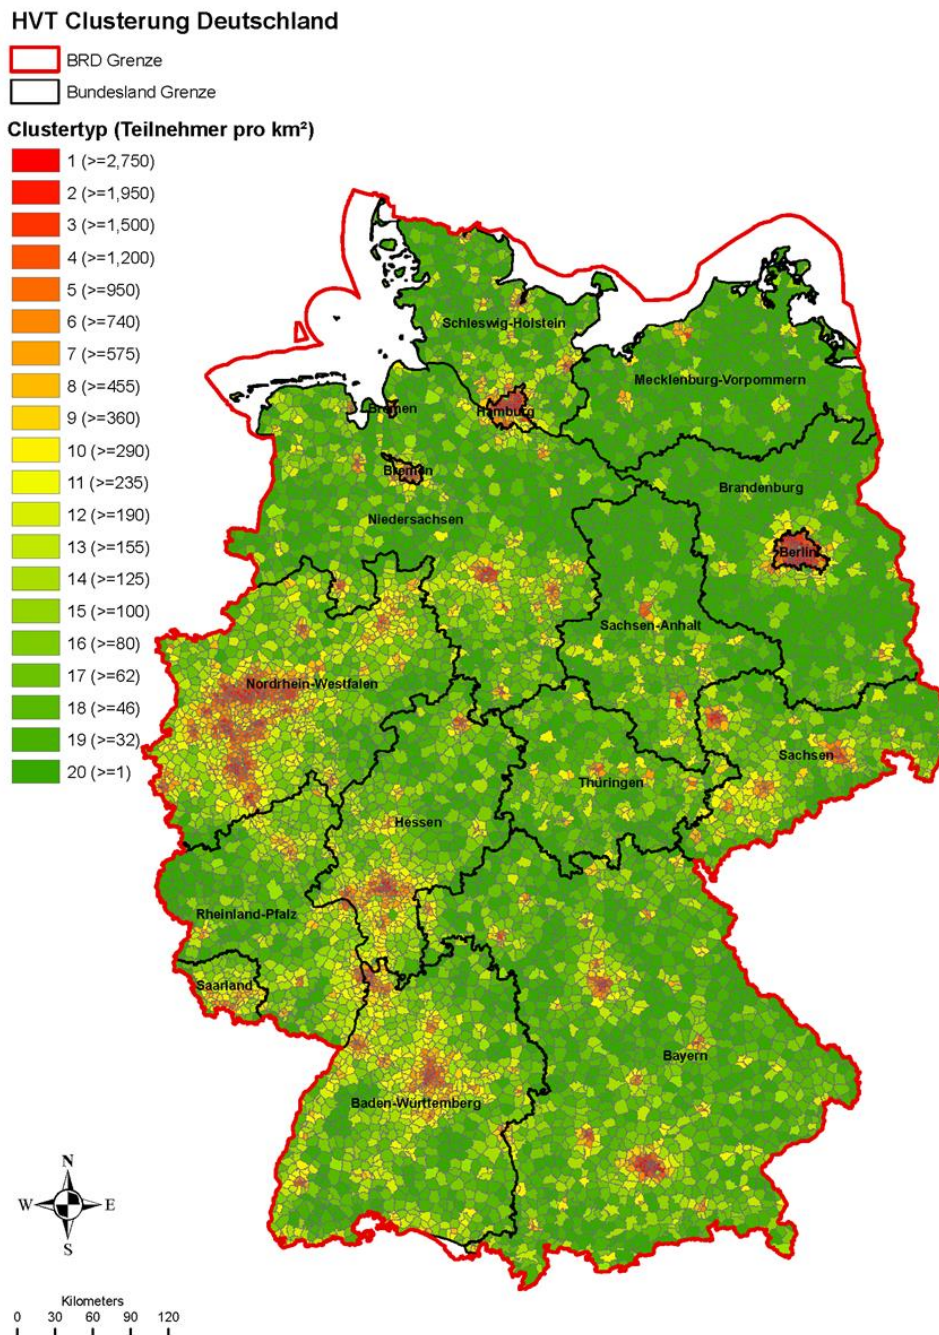 HVT Clusterung Deutschland
BRD Grenze
Bundesland Grenze
Clustertyp (Teilnehmer pro km²)
1 (>=2,750)
2 (>=1,950)
3 (>=1,500)
4 (>=1,200)
5 (>=950)
6 (>=740)
7 (>=575)
8 (>=455)
9 (>=360)
10 (>=290)
11 (>=235)
12 (>=190)
13 (>=155)
14 (>=125)
15 (>=100)
16 (>=80)
17 (>=62)
18 (>=46)
19 (>=32)
20 (>=1)
Schleswig-Holstein
Mecklenburg-Vorpommern
Bremen
Hamburg
Bremen
Brandenburg
Niedersachsen
Berlin
Sachsen-Anhalt
Nordrhein-Westfalen
Sachsen
Thüringen
Hessen
Rheinland-Pfalz
Saarland
Bayern
Baden-Württemberg
N
W E
S
Kilometers
0 30 60 90 120